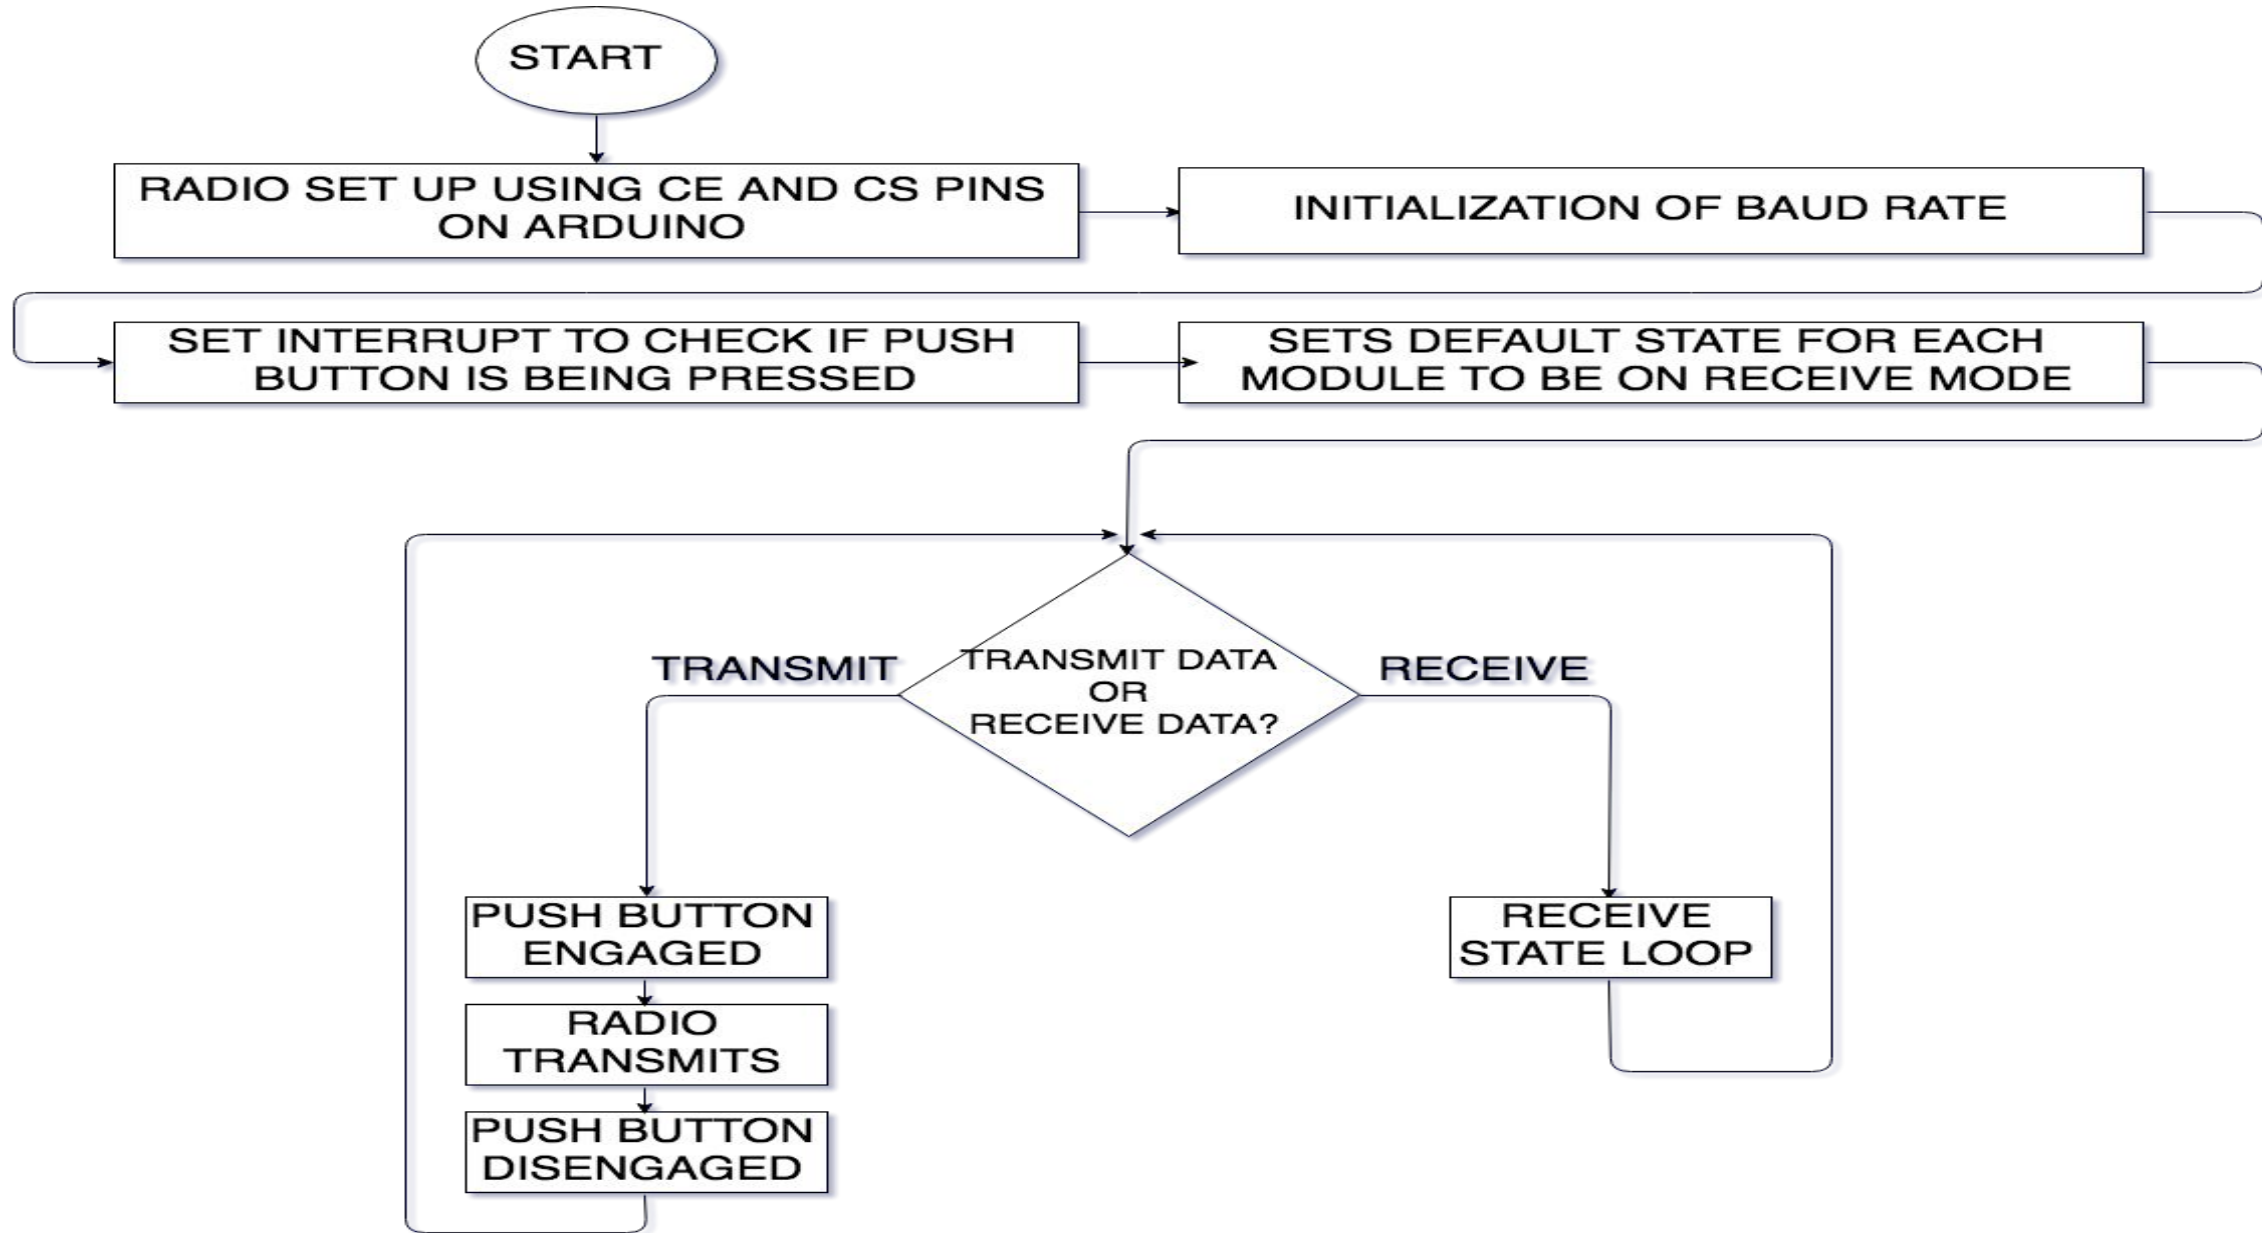 START
RADIO SET UP USING CE AND CS PINS
ON ARDUINO
INITIALIZATION OF BAUD RATE
SET INTERRUPT TO CHECK IF PUSH
BUTTON IS BEING PRESSED
SETS DEFAULT STATE FOR EACH
MODULE TO BE ON RECEIVE MODE
TRANSMIT DATA
OR
RECEIVE DATA?
TRANSMIT
RECEIVE
PUSH BUTTON
ENGAGED
RADIO
TRANSMITS
PUSH BUTTON
DISENGAGED
RECEIVE
STATE LOOP